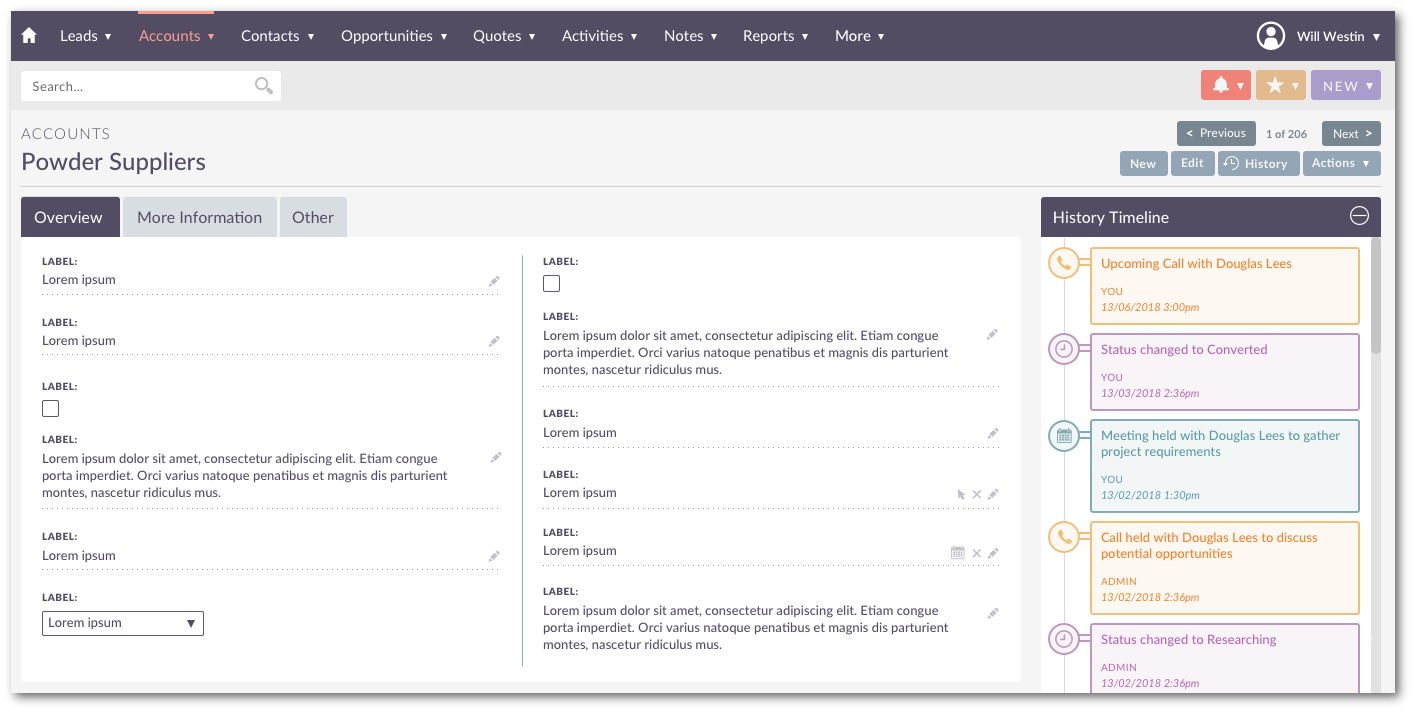 Leads ▼ Accounts ▼ Contacts ▼ Opportunities ▼ Quotes ▼ Activities ▼ Notes ▼ Reports ▼ More ▼ Will Westin ▼
Search... ▼ ▼ NEW ▼
ACCOUNTS
< Previous 1 of 206 Next >
Powder Suppliers
New Edit History Actions ▼
Overview More Information Other
LABEL:
Lorem ipsum
LABEL:
Lorem ipsum
LABEL:
LABEL:
Lorem ipsum dolor sit amet, consectetur adipiscing elit. Etiam congue
porta imperdiet. Orci varius natoque penatibus et magnis dis parturient
montes, nascetur ridiculus mus.
LABEL:
Lorem ipsum
LABEL:
Lorem ipsum ▼
LABEL:
LABEL:
Lorem ipsum dolor sit amet, consectetur adipiscing elit. Etiam congue
porta imperdiet. Orci varius natoque penatibus et magnis dis parturient
montes, nascetur ridiculus mus.
LABEL:
Lorem ipsum
LABEL:
Lorem ipsum
LABEL:
Lorem ipsum
LABEL:
Lorem ipsum dolor sit amet, consectetur adipiscing elit. Etiam congue
porta imperdiet. Orci varius natoque penatibus et magnis dis parturient
montes, nascetur ridiculus mus.
History Timeline
Upcoming Call with Douglas Lees
YOU
13/06/2018 3:00pm
Status changed to Converted
YOU
13/03/2018 2:36pm
Meeting held with Douglas Lees to gather
project requirements
YOU
13/02/2018 1:30pm
Call held with Douglas Lees to discuss
potential opportunities
ADMIN
13/02/2018 2:36pm
Status changed to Researching
ADMIN
13/02/2018 2:36pm